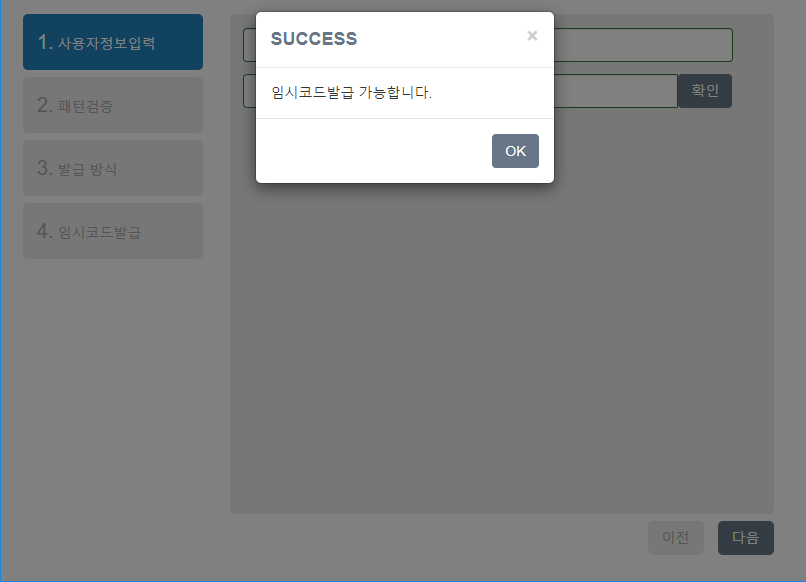 1. 사용자정보입력
2. 패턴검증
3. 발급 방식
4. 임시코드발급
SUCCESS ×
임시코드발급 가능합니다.
OK
확인
이전 다음